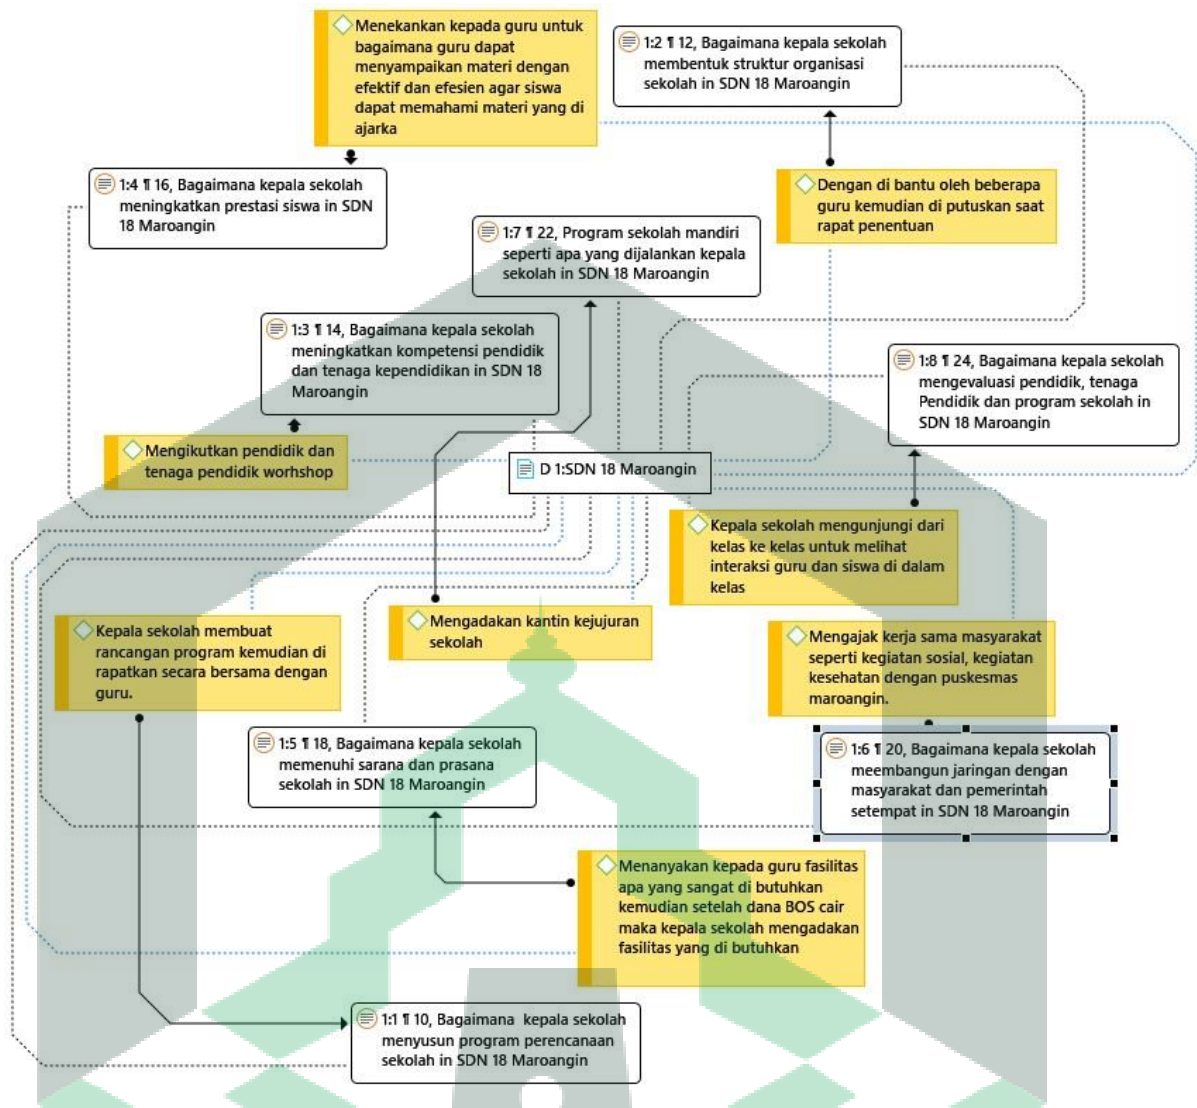 Menekankan kepada guru untuk
bagaimana guru dapat
menyampaikan materi dengan
efektif dan efesien agar siswa
dapat memahami materi yang di
ajarka
1:2 ¶ 12, Bagaimana kepala sekolah
membentuk struktur organisasi
sekolah in SDN 18 Maroangin
1:4 ¶ 16, Bagaimana kepala sekolah
meningkatkan prestasi siswa in SDN
18 Maroangin
Dengan di bantu oleh beberapa
guru kemudian di putuskan saat
rapat penentuan
1:7 ¶ 22, Program sekolah mandiri
seperti apa yang dijalankan kepala
sekolah in SDN 18 Maroangin
1:3 ¶ 14, Bagaimana kepala sekolah
meningkatkan kompetensi pendidik
dan tenaga kependidikan in SDN 18
Maroangin
1:8 ¶ 24, Bagaimana kepala sekolah
mengevaluasi pendidik, tenaga
Pendidik dan program sekolah in
SDN 18 Maroangin
Mengikutkan pendidik dan
tenaga pendidik worhshop
D 1:SDN 18 Maroangin
Kepala sekolah mengunjungi dari
kelas ke kelas untuk melihat
interaksi guru dan siswa di dalam
kelas
Kepala sekolah membuat
rancangan program kemudian di
rapatkan secara bersama dengan
guru.
Mengadakan kantin kejujuran
sekolah
Mengajak kerja sama masyarakat
seperti kegiatan sosial, kegiatan
kesehatan dengan puskesmas
maroangin.
1:5 ¶ 18, Bagaimana kepala sekolah
memenuhi sarana dan prasana
sekolah in SDN 18 Maroangin
1:6 ¶ 20, Bagaimana kepala sekolah
meembangun jaringan dengan
masyarakat dan pemerintah
setempat in SDN 18 Maroangin
Menanyakan kepada guru fasilitas
apa yang sangat di butuhkan
kemudian setelah dana BOS cair
maka kepala sekolah mengadakan
fasilitas yang di butuhkan
1:1 ¶ 10, Bagaimana  kepala sekolah
menyusun program perencanaan
sekolah in SDN 18 Maroangin